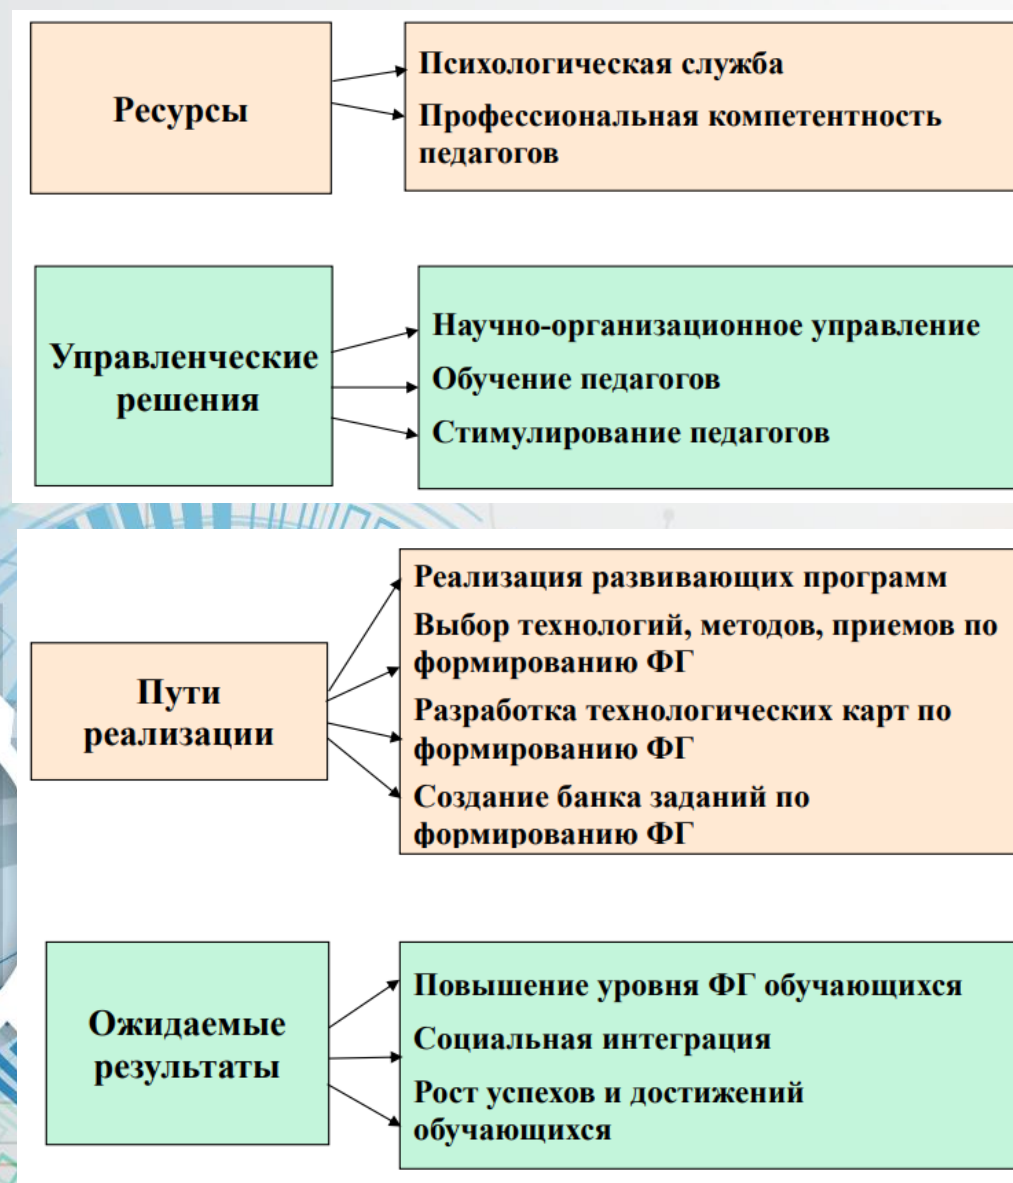 Ресурсы
Психологическая служба
Профессиональная компетентность
педагогов
Управленческие
решения
Научно-организационное управление
Обучение педагогов
Стимулирование педагогов
Пути
реализации
Реализация развивающих программ
Выбор технологий, методов, приемов по
формированию ФГ
Разработка технологических карт по
формированию ФГ
Создание банка заданий по
формированию ФГ
Ожидаемые
результаты
Повышение уровня ФГ обучающихся
Социальная интеграция
Рост успехов и достижений
обучающихся